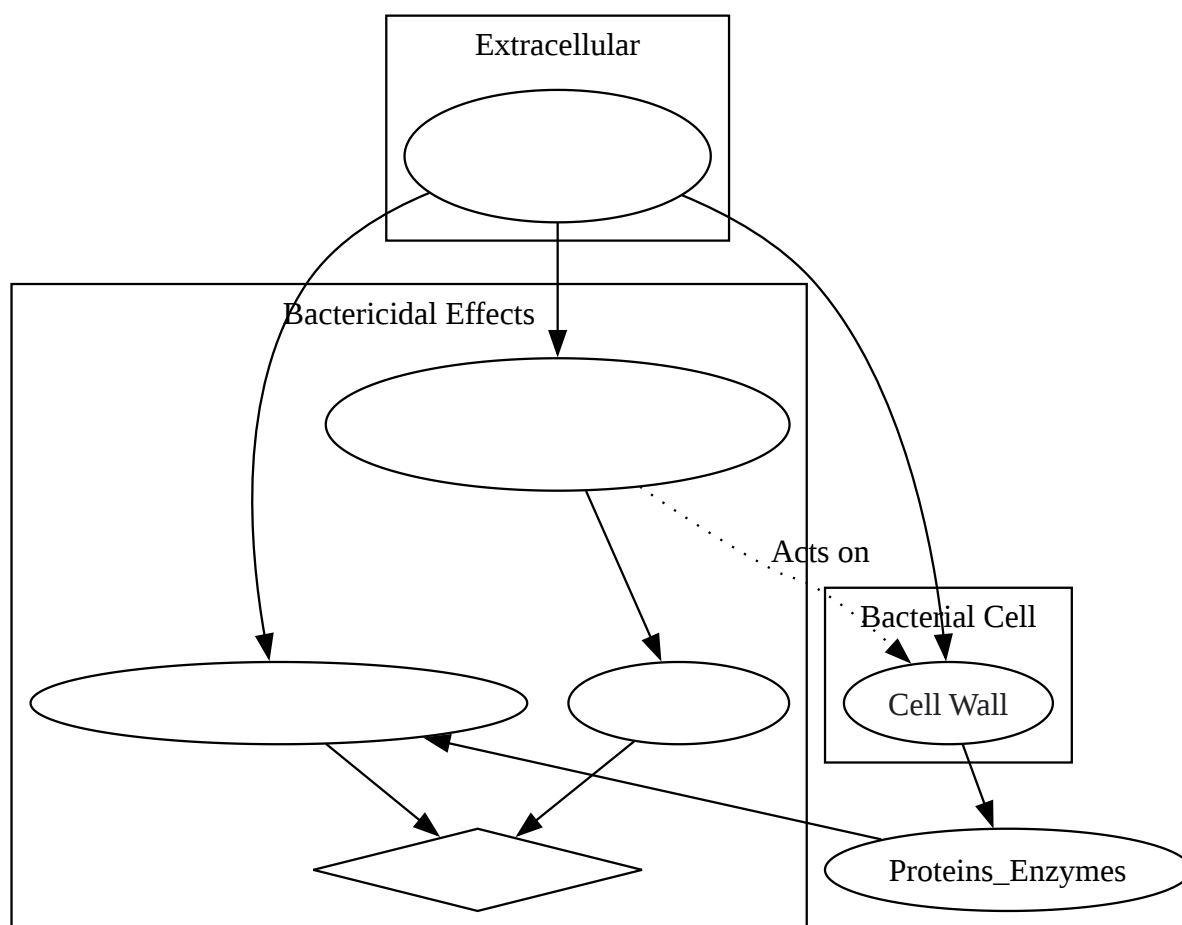 Extracellular
Bactericidal Effects
Acts on
Bacterial Cell
Cell Wall
Proteins_Enzymes